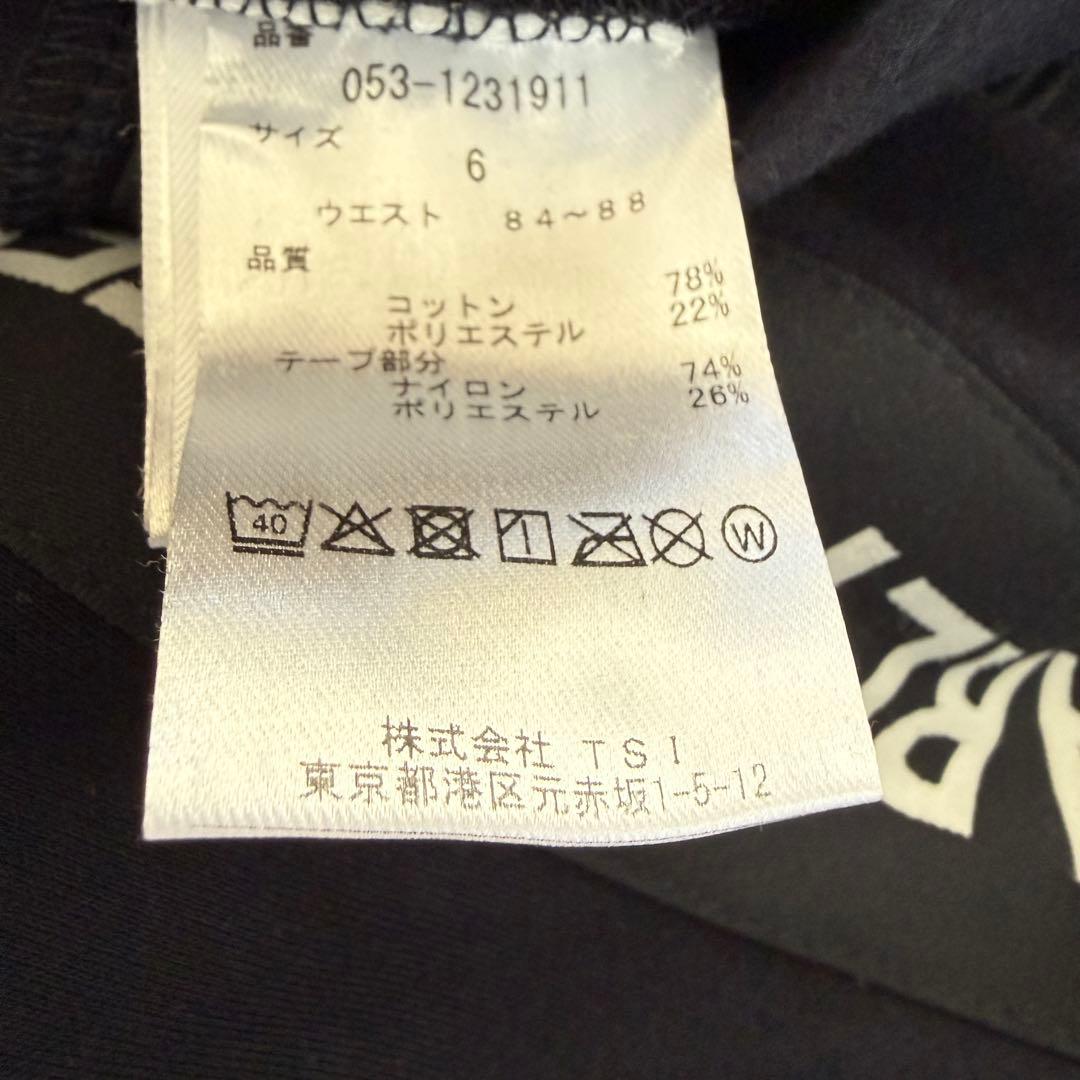 品番
053-1231911
サイズ
6
ウエスト 84~88
品質
コットン 78%
ポリエステル 22%
テープ部分
ナイロン 74%
ポリエステル 26%
40
W
株式会社 TSI
東京都港区元赤坂1-5-12